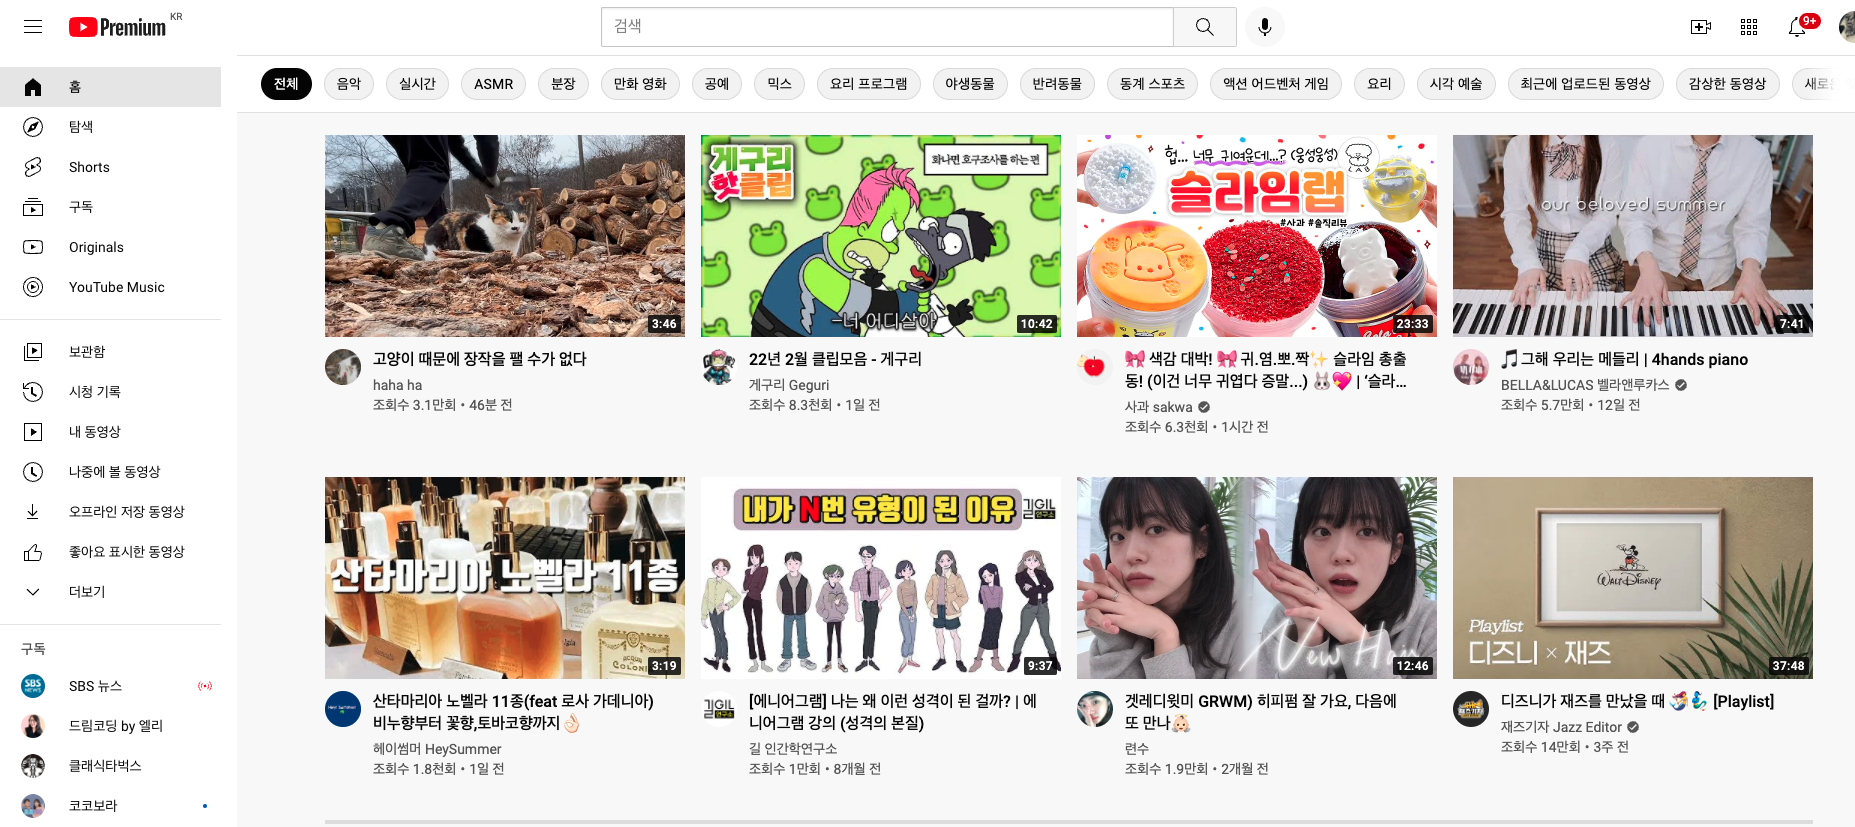 Premium KR
검색
9+
홈
탐색
Shorts
구독
Originals
YouTube Music
보관함
시청 기록
내 동영상
나중에 볼 동영상
오프라인 저장 동영상
좋아요 표시한 동영상
더보기
구독
SBS NEWS
SBS 뉴스
드림코딩 by 엘리
클래식타벅스
코코보라
전체 음악 실시간 ASMR 분장 만화 영화 공예 믹스 요리 프로그램 야생동물 반려동물 동계 스포츠 액션 어드벤처 게임 요리 시각 예술 최근에 업로드된 동영상 감상한 동영상 새로
3:46
고양이 때문에 장작을 팰 수가 없다
haha ha
조회수 3.1만회 • 46분 전
게구리
핫클립
화나면 호구조사를 하는 편
-너 어디살아
10:42
22년 2월 클립모음 - 게구리
게구리 Geguri
조회수 8.3천회 • 1일 전
헙... 너무 귀여운데...? (웅성웅성)
슬라임랩
#사과 #솔직리뷰
23:33
🎀 색감 대박! 🎀 귀.염.뽀.짝✨ 슬라임 총출
동! (이건 너무 귀엽다 증말...) 🐰💖 | ‘슬라...
사과 sakwa
조회수 6.3천회 • 1시간 전
our beloved summer
7:41
🎵그해 우리는 메들리 | 4hands piano
BELLA&LUCAS 벨라앤루카스
조회수 5.7만회 • 12일 전
산타마리아 노벨라 11종
ACQUA
COLONIA
3:19
산타마리아 노벨라 11종(feat 로사 가데니아)
비누향부터 꽃향,토바코향까지👌🏻
헤이썸머 HeySummer
조회수 1.8천회 • 1일 전
내가 N번 유형이 된 이유
길GIL
연구소
9:37
길GIL
연구소
[에니어그램] 나는 왜 이런 성격이 된 걸까? | 에
니어그램 강의 (성격의 본질)
길 인간학연구소
조회수 1만회 • 8개월 전
New Hair
12:46
겟레디윗미 GRWM) 히피펌 잘 가요, 다음에
또 만나👶🏻
련수
조회수 1.9만회 • 2개월 전
WALT DISNEY
Playlist
디즈니 × 재즈
37:48
디즈니가 재즈를 만났을 때 🧜‍♀️🧞‍♂️ [Playlist]
재즈기자 Jazz Editor
조회수 14만회 • 3주 전